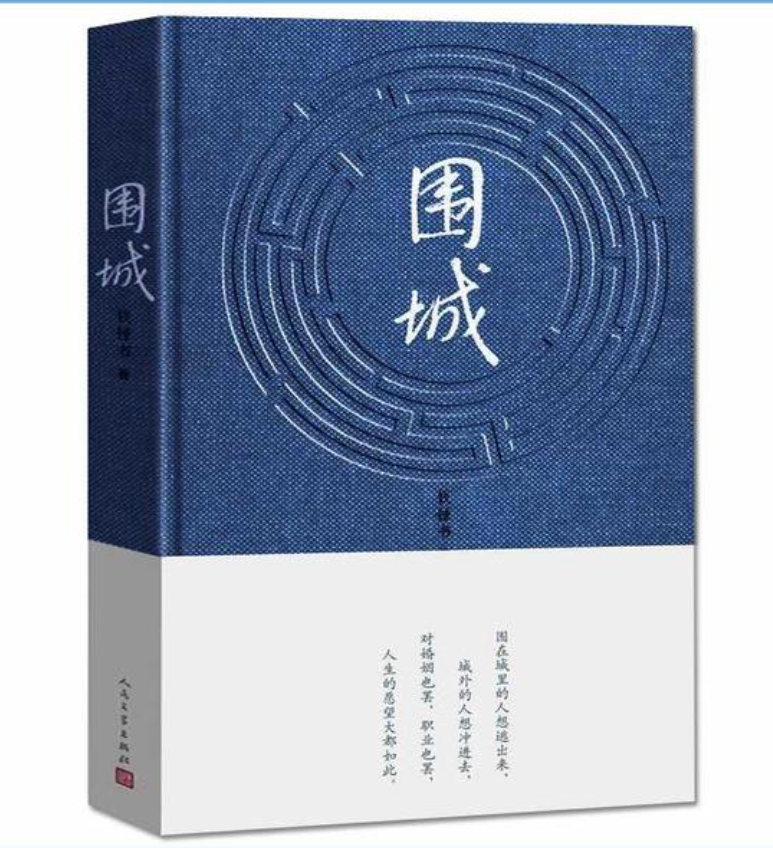 围城
钱锺书
围在城里的人想逃出来，
城外的人想冲进去，
对婚姻也罢，职业也罢，
人生的愿望大都如此。
围城
钱锺书 著
人民文学出版社